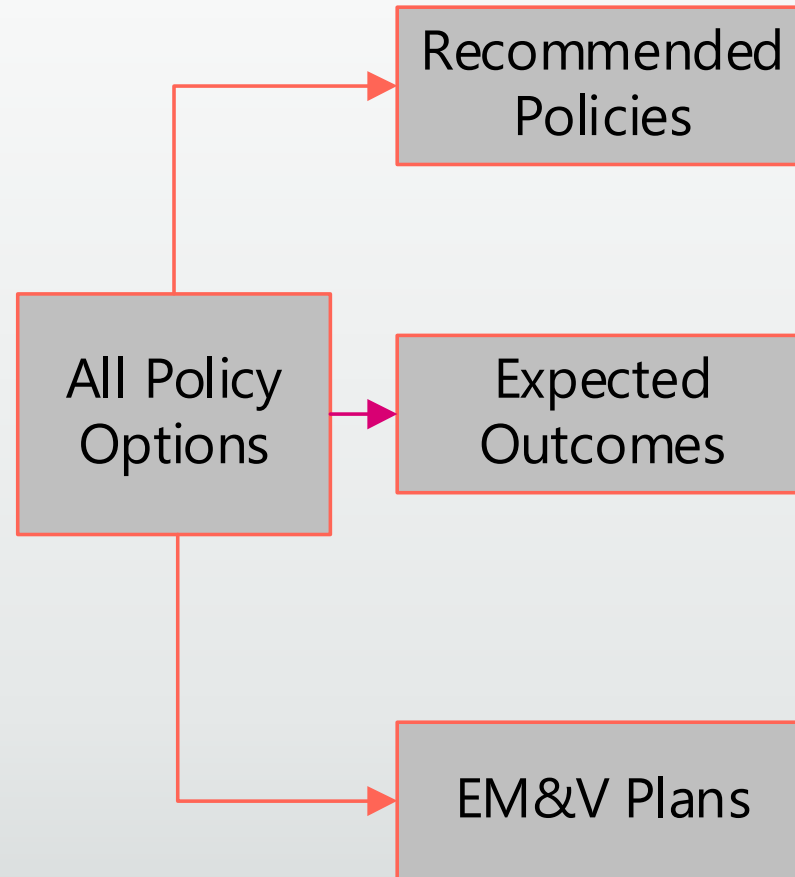 Recommended
Policies
All Policy
Options
Expected
Outcomes
EM&V Plans